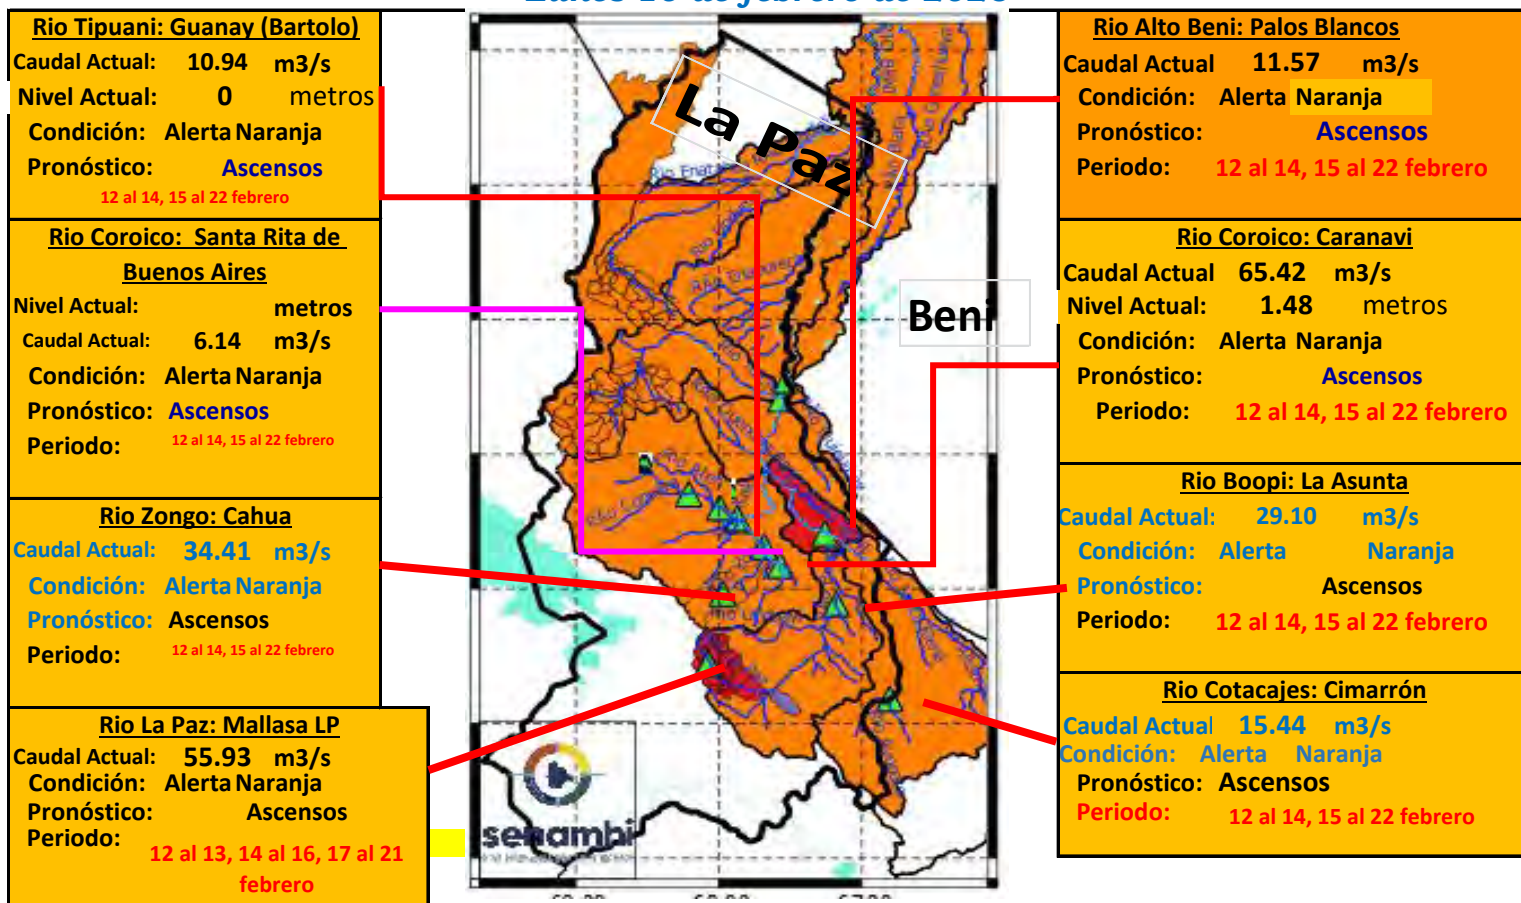 Rio Tipuani: Guanay (Bartolo)
Caudal Actual: 10.94 m3/s
Nivel Actual: 0 metros
Condición: Alerta Naranja
Pronóstico: Ascensos
12 al 14, 15 al 22 febrero
Rio Coroico: Santa Rita de
Buenos Aires
Nivel Actual: metros
Caudal Actual: 6.14 m3/s
Condición: Alerta Naranja
Pronóstico: Ascensos
Periodo: 12 al 14, 15 al 22 febrero
Rio Zongo: Cahua
Caudal Actual: 34.41 m3/s
Condición: Alerta Naranja
Pronóstico: Ascensos
Periodo: 12 al 14, 15 al 22 febrero
Rio La Paz: Mallasa LP
Caudal Actual: 55.93 m3/s
Condición: Alerta Naranja
Pronóstico: Ascensos
Periodo: 12 al 13, 14 al 16, 17 al 21
febrero
La Paz
Beni
senamhi
Rio Alto Beni: Palos Blancos
Caudal Actual 11.57 m3/s
Condición: Alerta Naranja
Pronóstico: Ascensos
Periodo: 12 al 14, 15 al 22 febrero
Rio Coroico: Caranavi
Caudal Actual 65.42 m3/s
Nivel Actual: 1.48 metros
Condición: Alerta Naranja
Pronóstico: Ascensos
Periodo: 12 al 14, 15 al 22 febrero
Rio Boopi: La Asunta
Caudal Actual: 29.10 m3/s
Condición: Alerta Naranja
Pronóstico: Ascensos
Periodo: 12 al 14, 15 al 22 febrero
Rio Cotacajes: Cimarrón
Caudal Actual 15.44 m3/s
Condición: Alerta Naranja
Pronóstico: Ascensos
Periodo: 12 al 14, 15 al 22 febrero